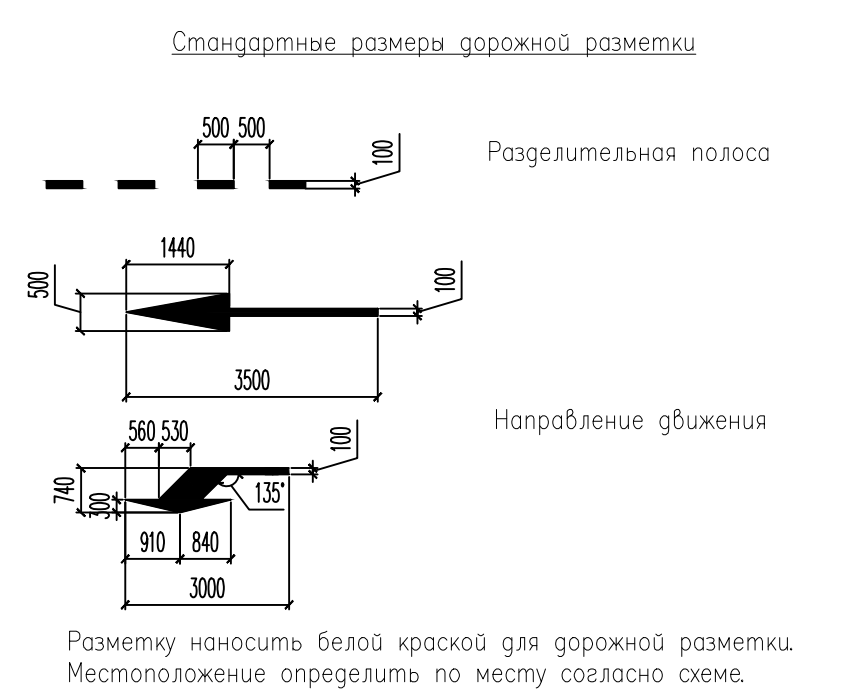 Стандартные размеры дорожной разметки
500 500
100
Разделительная полоса
1440
500
100
3500
Направление движения
560 530
100
740
300
135°
910 840
3000
Разметку наносить белой краской для дорожной разметки.
Местоположение определить по месту согласно схеме.